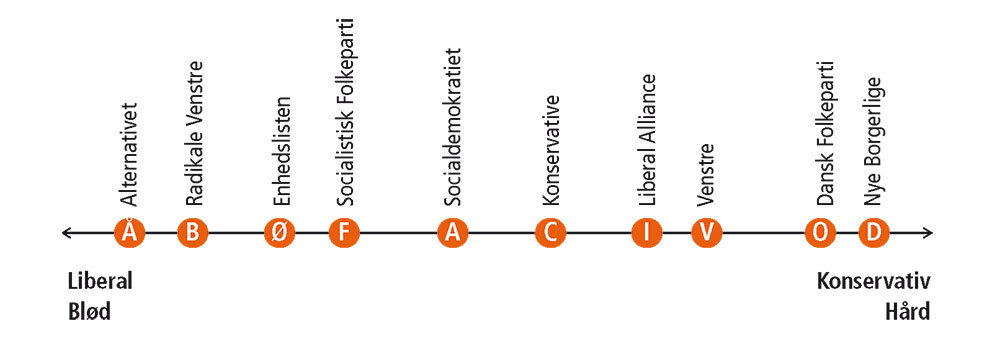 Alternativet
Radikale Venstre
Enhedslisten
Socialistisk Folkeparti
Socialdemokratiet
Konservative
Liberal Alliance
Venstre
Dansk Folkeparti
Nye Borgerlige
Å B Ø F A C I V O D
Liberal Konservativ
Blød Hård